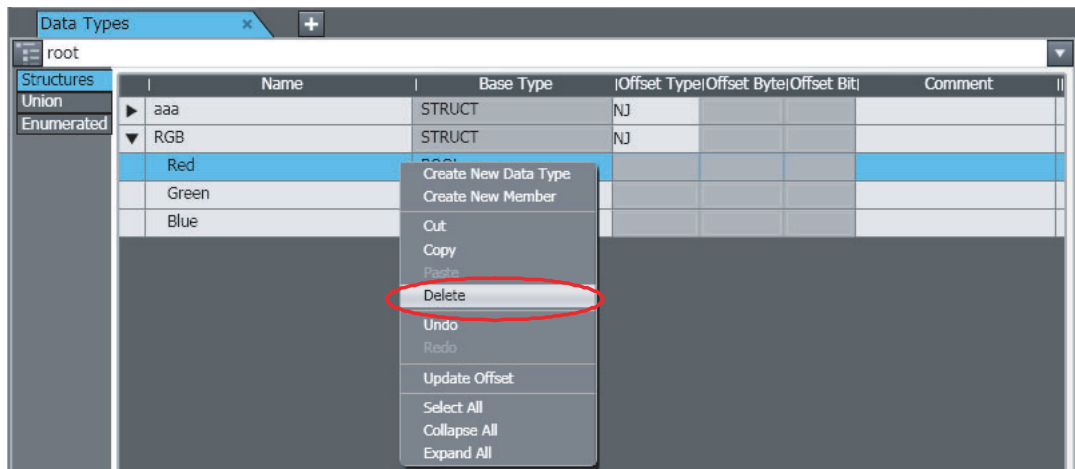 Data Types × +
root
Structures
Union
Enumerated
Name Base Type Offset Type Offset Byte Offset Bit Comment
aaa STRUCT NJ
RGB STRUCT NJ
Red
Green
Blue
Create New Data Type
Create New Member
Cut
Copy
Paste
Delete
Undo
Redo
Update Offset
Select All
Collapse All
Expand All